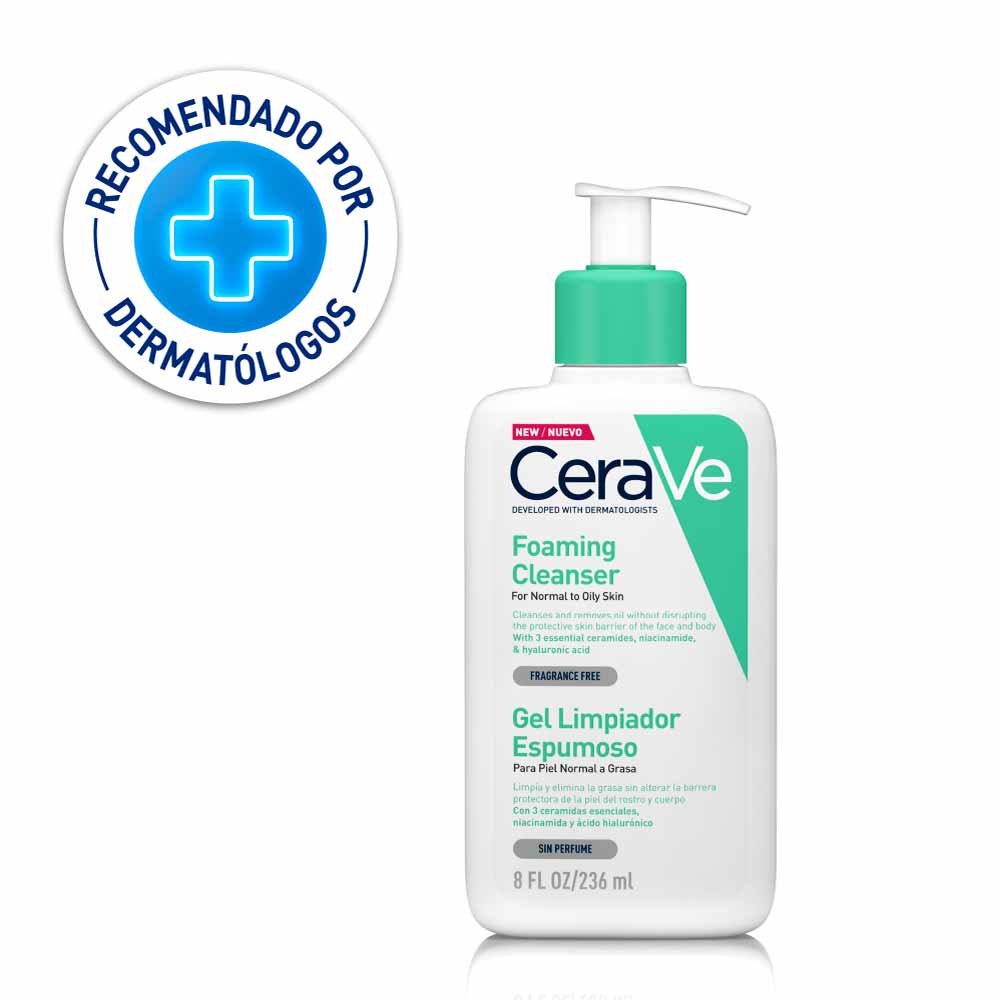 RECOMENDADO POR
DERMATÓLOGOS
NEW / NUEVO
CeraVe
DEVELOPED WITH DERMATOLOGISTS
Foaming
Cleanser
For Normal to Oily Skin
Cleanses and removes oil without disrupting
the protective skin barrier of the face and body
With 3 essential ceramides, niacinamide,
& hyaluronic acid
FRAGRANCE FREE
Gel Limpiador
Espumoso
Para Piel Normal a Grasa
Limpia y elimina la grasa sin alterar la barrera
protectora de la piel del rostro y cuerpo
Con 3 ceramidas esenciales,
niacinamida y ácido hialurónico
SIN PERFUME
8 FL OZ/236 ml